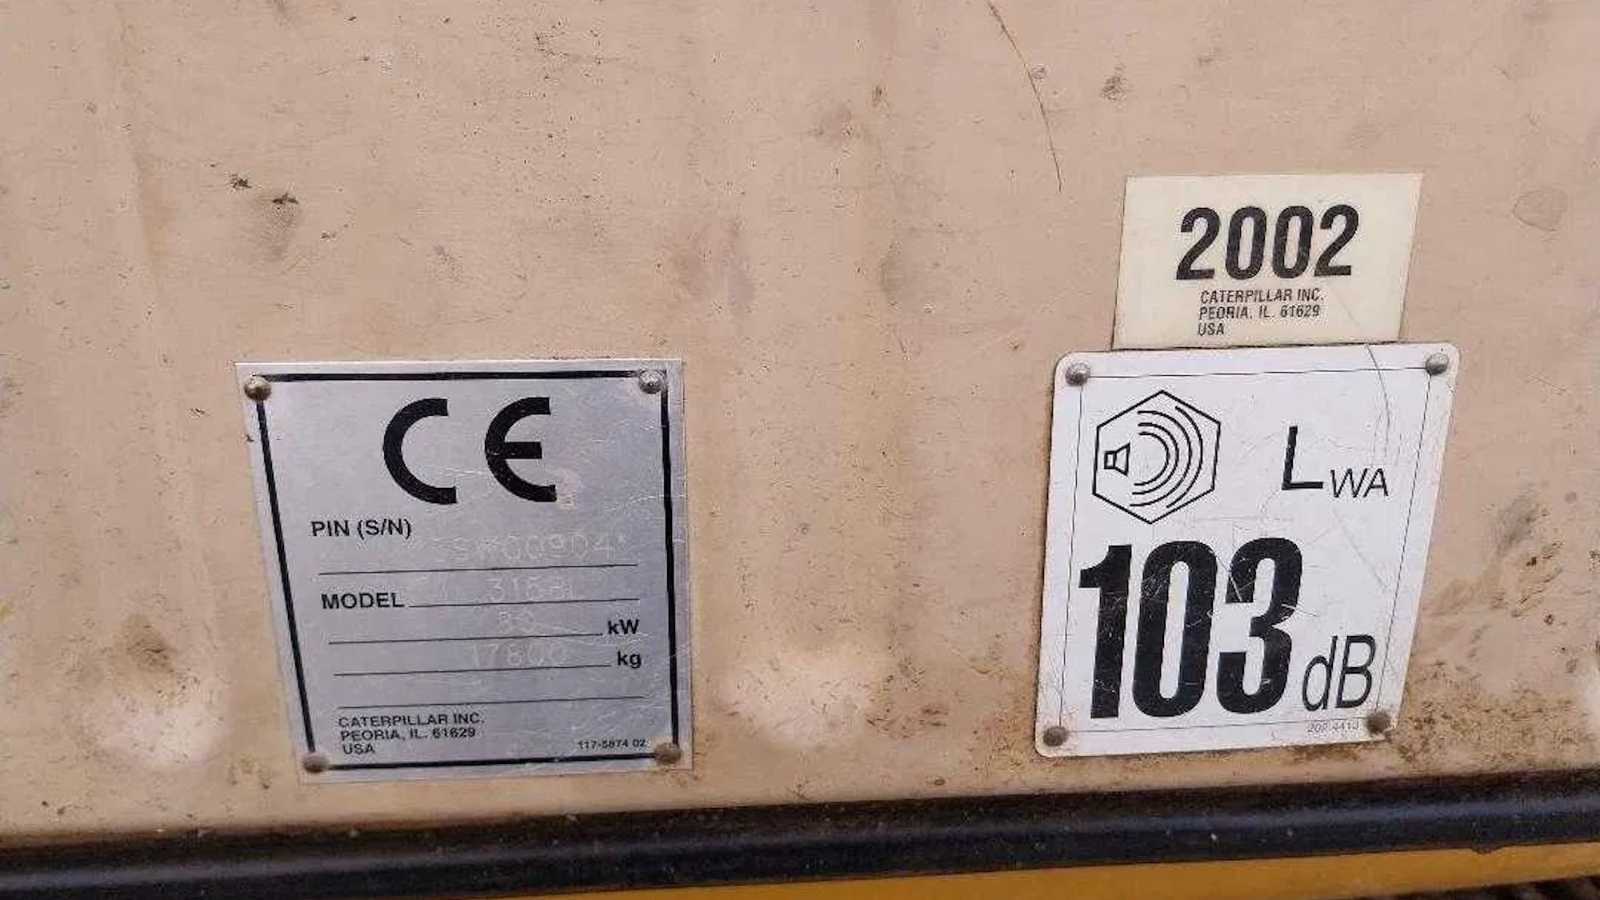 CE
PIN (S/N)
MODEL
kW
17800 kg
CATERPILLAR INC.
PEORIA, IL. 61629
USA
117-5874 02
2002
CATERPILLAR INC.
PEORIA, IL. 61629
USA
LWA
103 dB